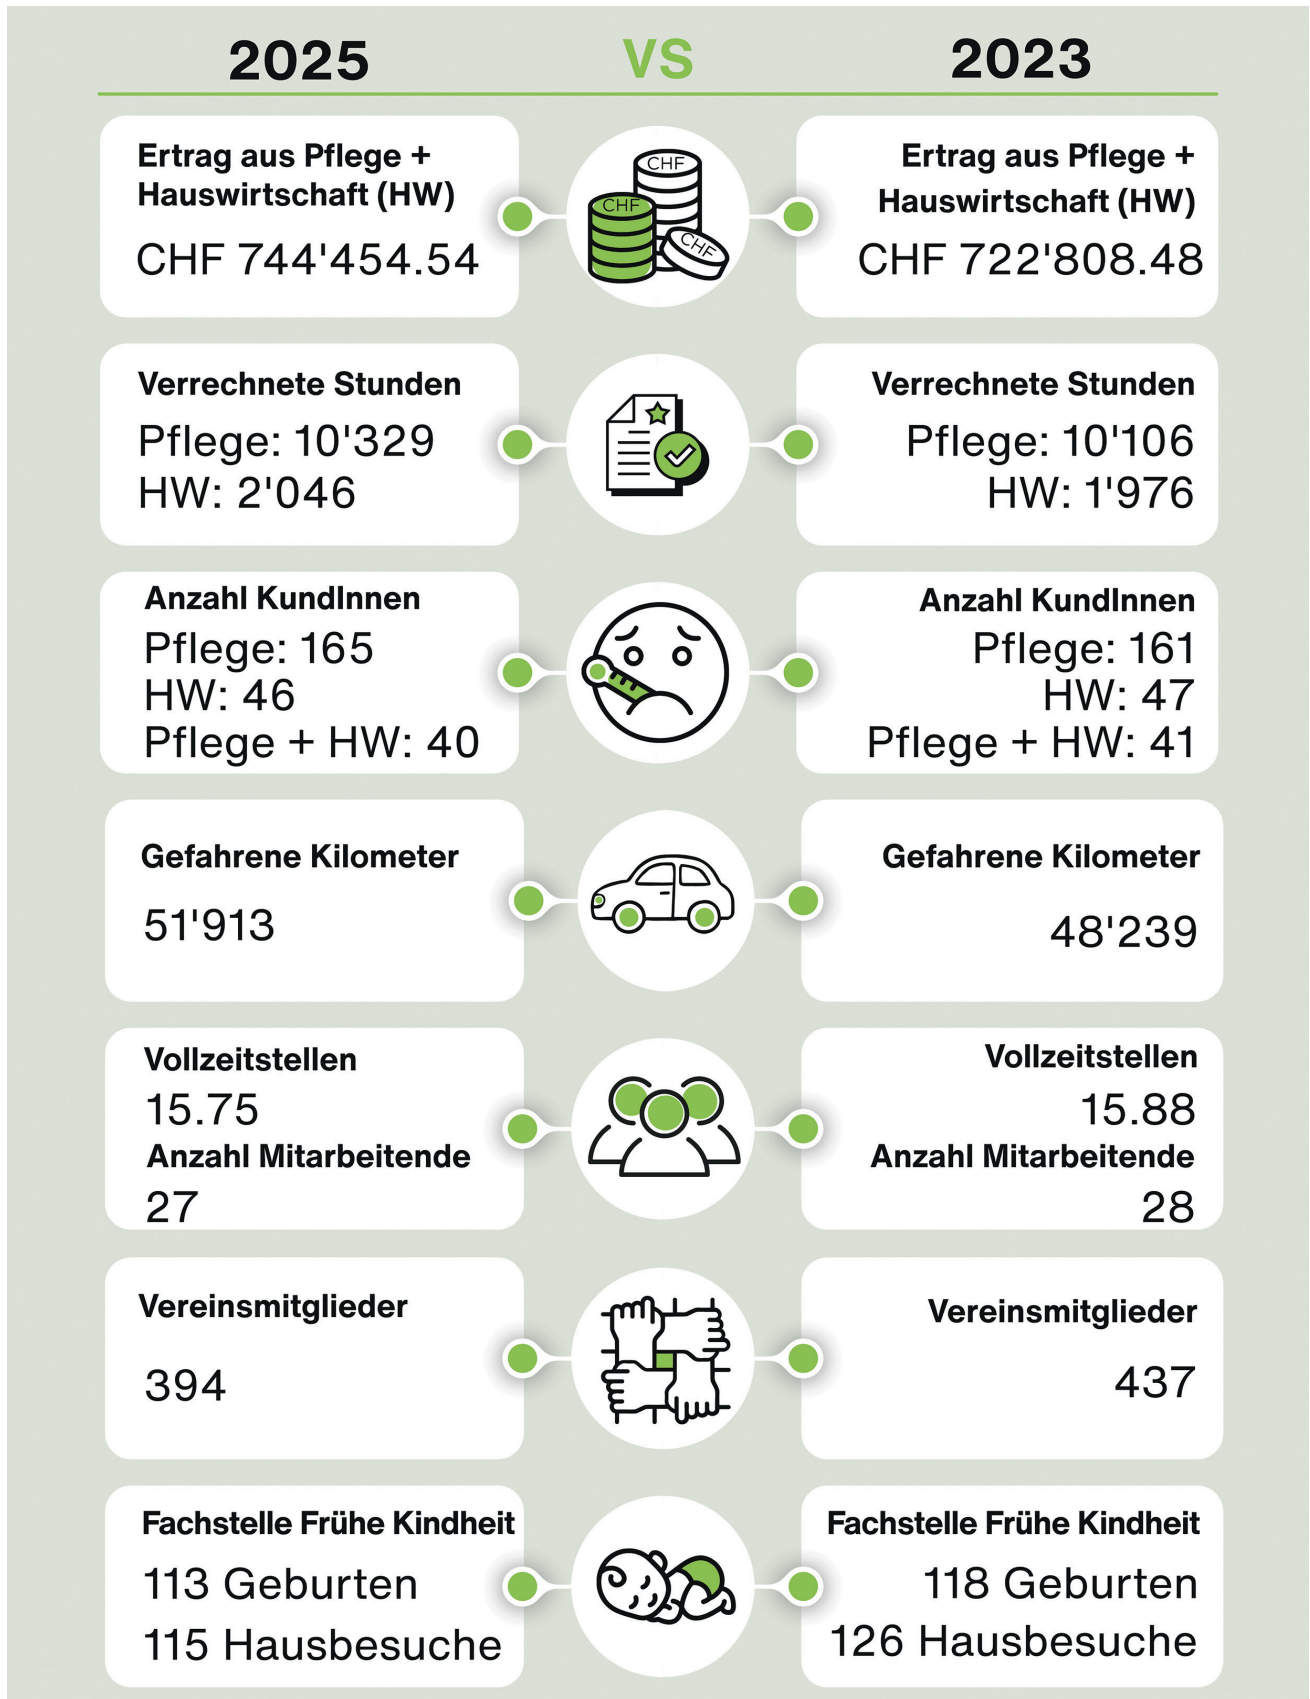 2025 VS 2023
Ertrag aus Pflege +
Hauswirtschaft (HW)
CHF 744'454.54
CHF
CHF
CHF
Ertrag aus Pflege +
Hauswirtschaft (HW)
CHF 722'808.48
Verrechnete Stunden
Pflege: 10'329
HW: 2'046
Verrechnete Stunden
Pflege: 10'106
HW: 1'976
Anzahl KundInnen
Pflege: 165
HW: 46
Pflege + HW: 40
Anzahl KundInnen
Pflege: 161
HW: 47
Pflege + HW: 41
Gefahrene Kilometer
51'913
Gefahrene Kilometer
48'239
Vollzeitstellen
15.75
Anzahl Mitarbeitende
27
Vollzeitstellen
15.88
Anzahl Mitarbeitende
28
Vereinsmitglieder
394
Vereinsmitglieder
437
Fachstelle Frühe Kindheit
113 Geburten
115 Hausbesuche
Fachstelle Frühe Kindheit
118 Geburten
126 Hausbesuche